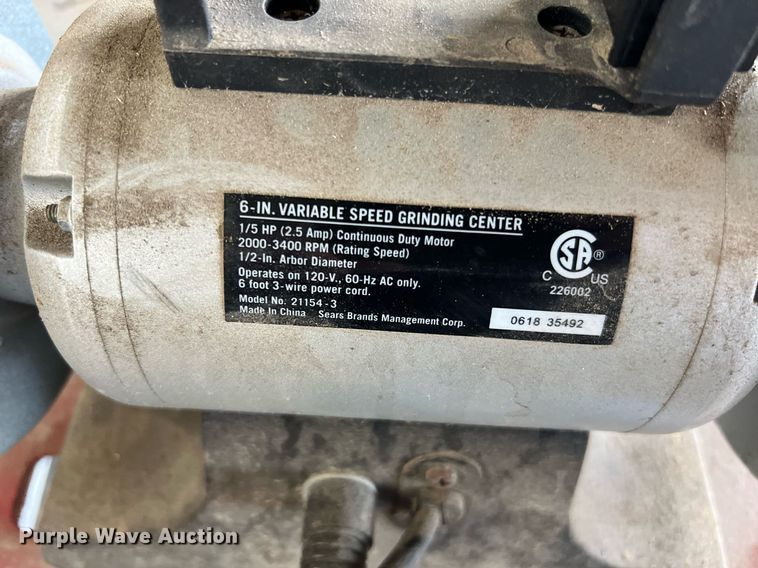 6-IN. VARIABLE SPEED GRINDING CENTER
1/5 HP (2.5 Amp) Continuous Duty Motor
2000-3400 RPM (Rating Speed)
1/2-In. Arbor Diameter
Operates on 120-V., 60-Hz AC only.
6 foot 3-wire power cord.
Model No. 21154-3
Made in China Sears Brands Management Corp.
CSA ®
C US
226002
0618 35492
Purple Wave Auction